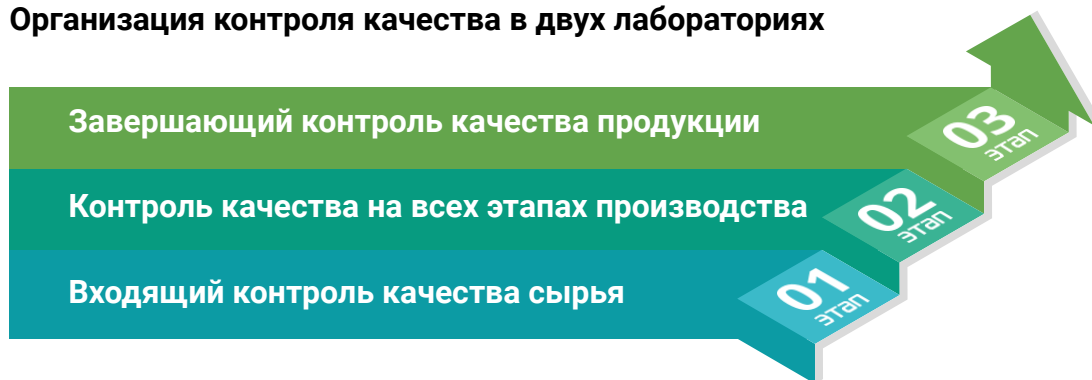 Организация контроля качества в двух лабораториях
Завершающий контроль качества продукции
03
этап
Контроль качества на всех этапах производства
02
этап
Входящий контроль качества сырья
01
этап